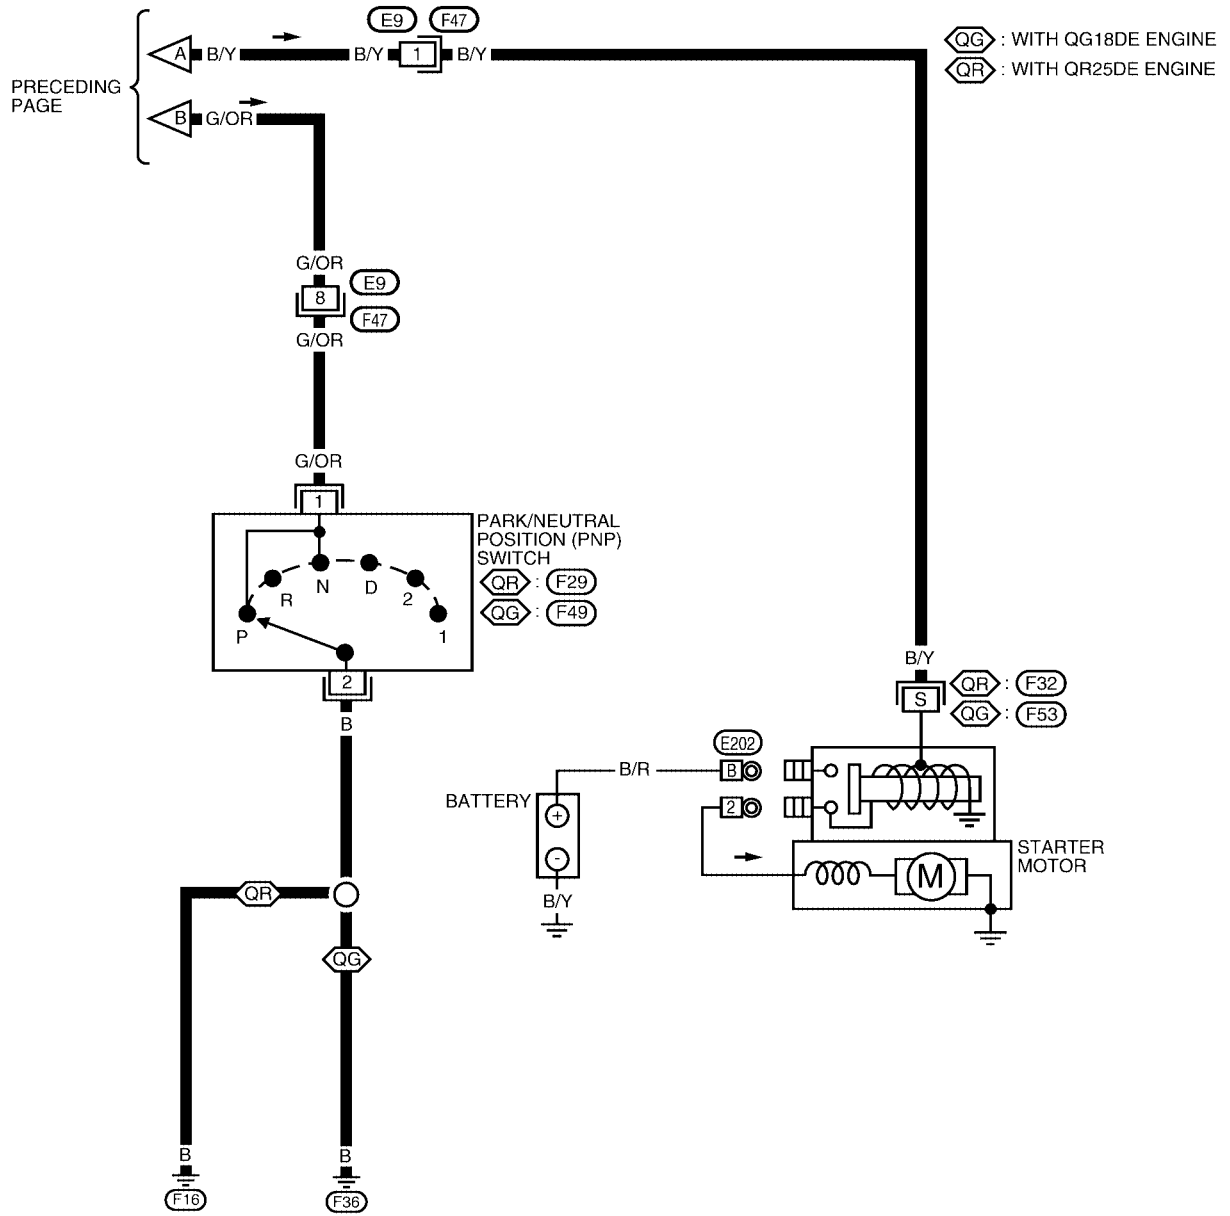 E9 F47
A B/Y B/Y 1 B/Y
QG : WITH QG18DE ENGINE
QR : WITH QR25DE ENGINE
PRECEDING
PAGE
B G/OR
G/OR
8 E9
F47
G/OR
G/OR
1
PARK/NEUTRAL
POSITION (PNP)
SWITCH
QR : F29
QG : F49
P R N D 2 1
2
B
B/Y
S
QR : F32
QG : F53
E202
B/R B
2
BATTERY
+
-
B/Y
STARTER
MOTOR
M
QR
QG
B B
F16 F36